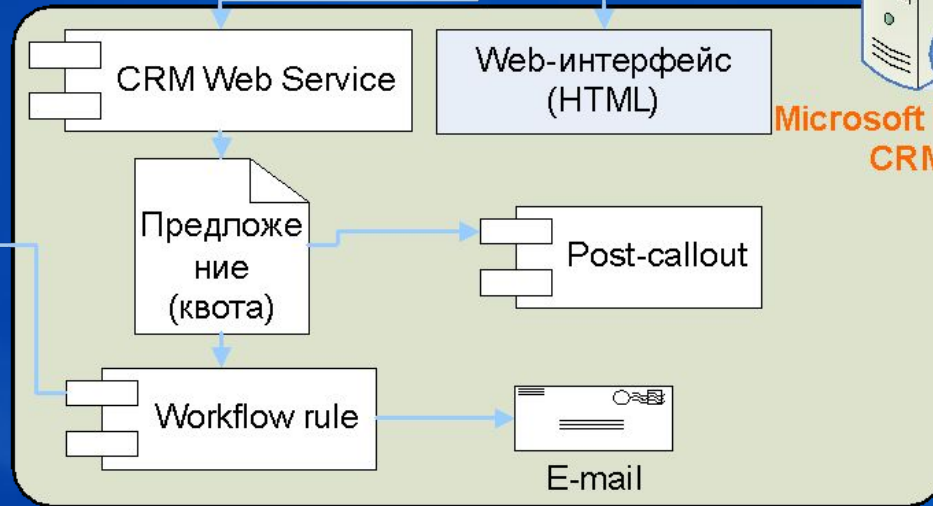 CRM Web Service
Web-интерфейс
(HTML)
Microsoft
CRM
Предложе
ние
(квота)
Post-callout
Workflow rule
E-mail